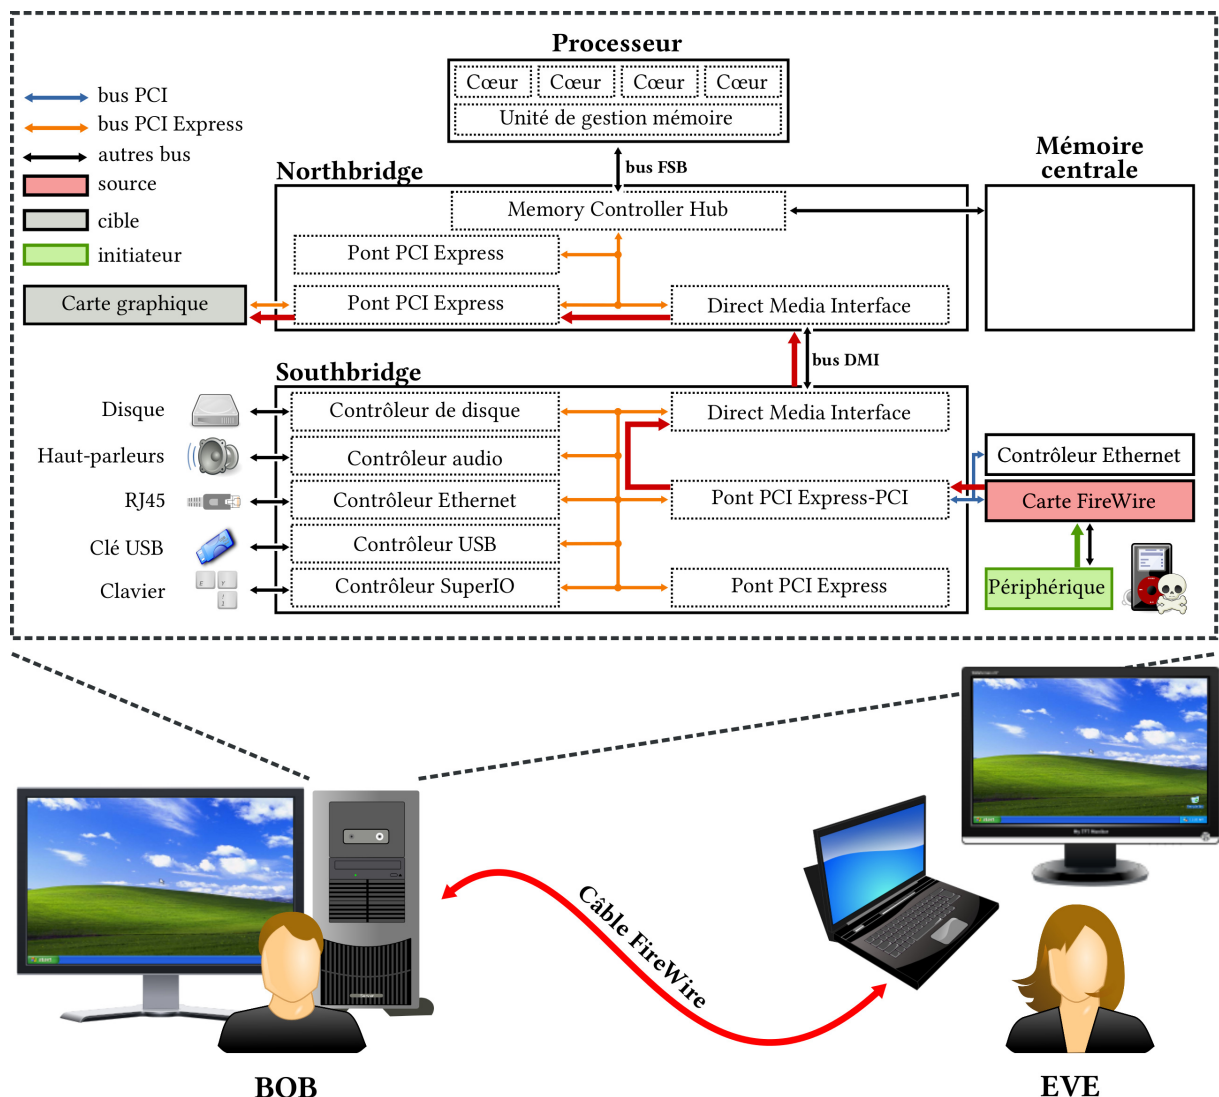 Processeur
Cœur
Cœur
Cœur
Cœur
Unité de gestion mémoire
bus PCI
bus PCI Express
autres bus
source
cible
initiateur
bus FSB
Mémoire
centrale
Northbridge
Memory Controller Hub
Pont PCI Express
Carte graphique
Pont PCI Express
Direct Media Interface
bus DMI
Southbridge
Disque
Contrôleur de disque
Direct Media Interface
Haut-parleurs
Contrôleur audio
Contrôleur Ethernet
RJ45
Contrôleur Ethernet
Pont PCI Express-PCI
Carte FireWire
Clé USB
Contrôleur USB
Clavier
Contrôleur SuperIO
Pont PCI Express
Périphérique
Câble FireWire
BOB
EVE